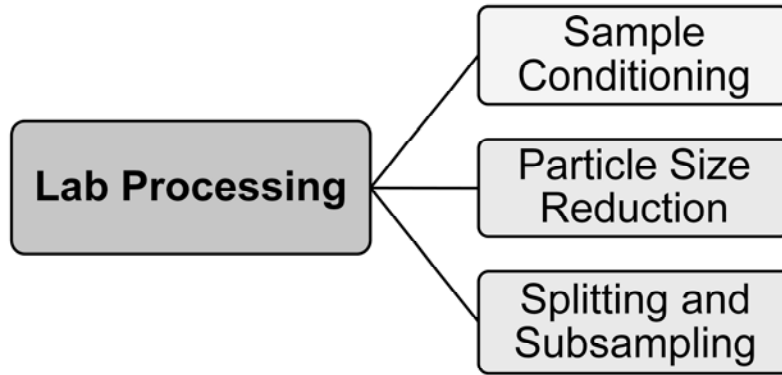 Lab Processing
Sample
Conditioning
Particle Size
Reduction
Splitting and
Subsampling